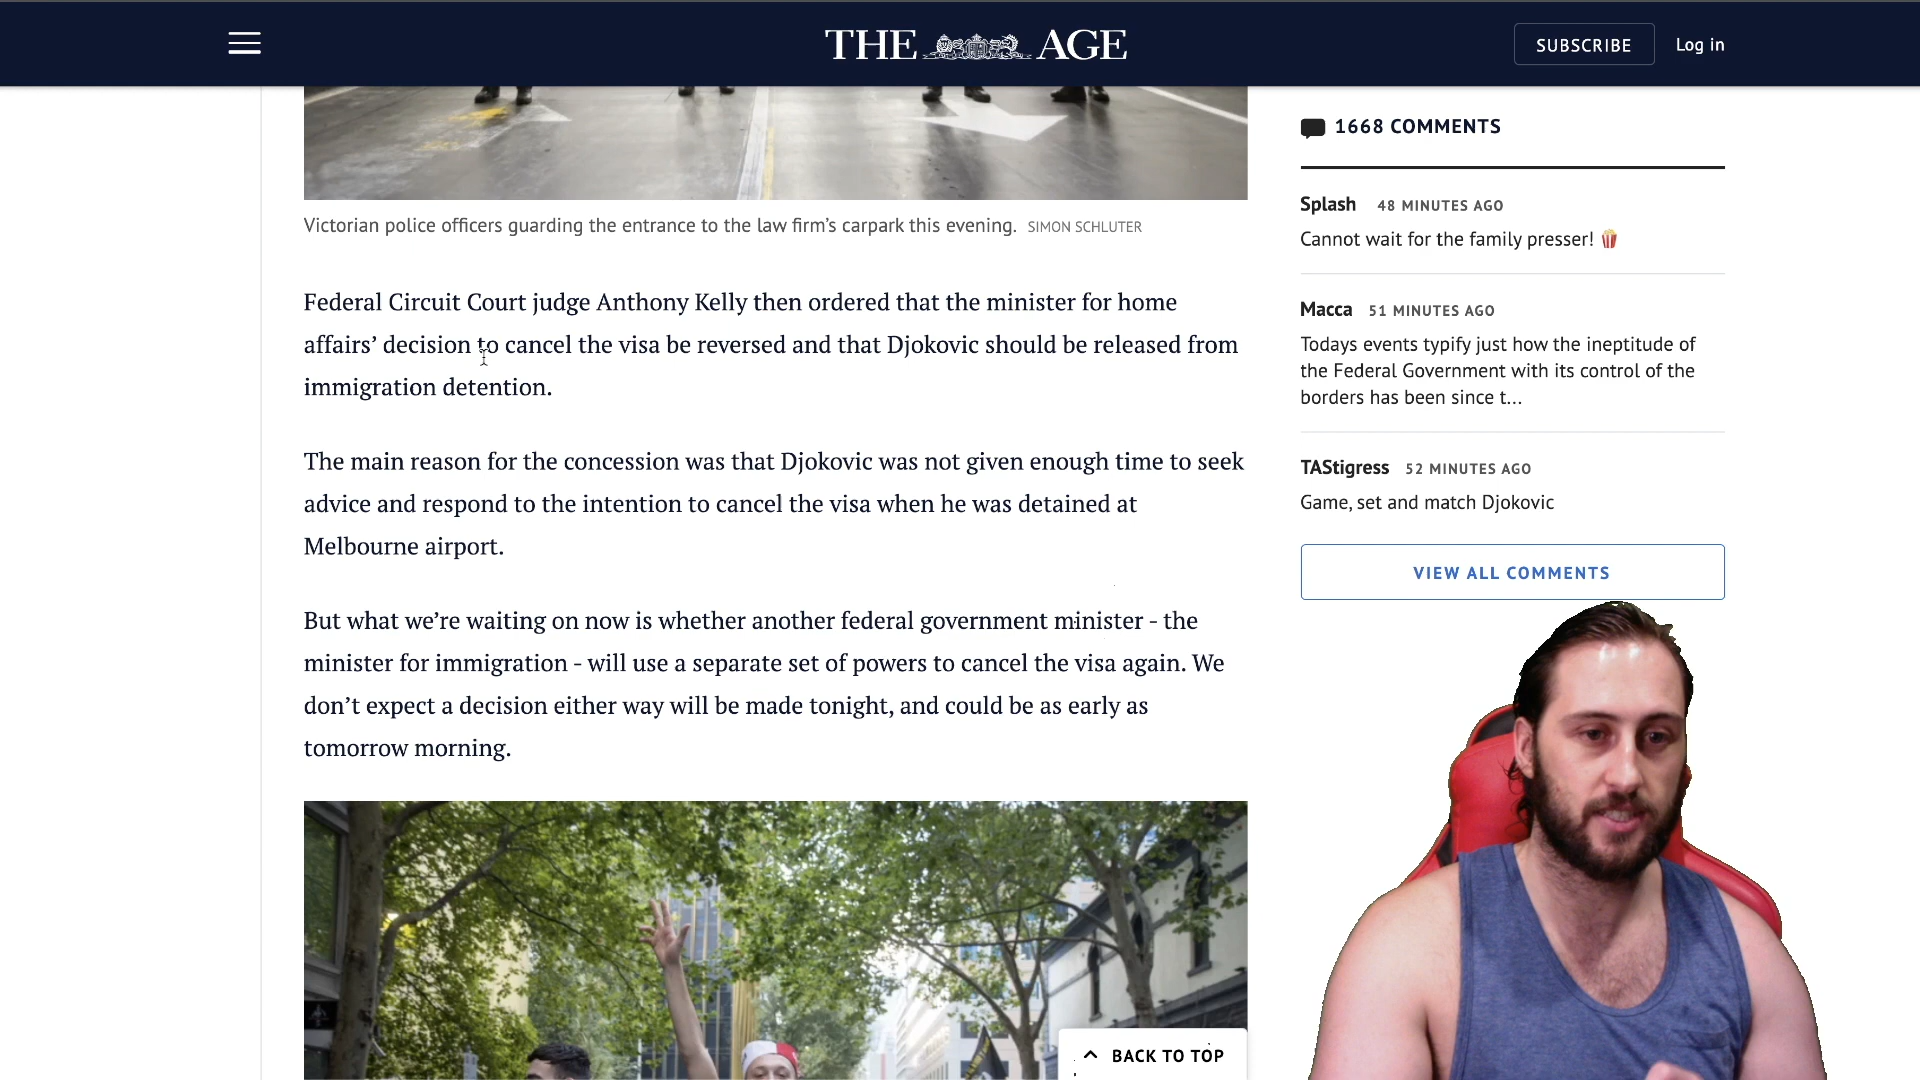 THE AGE
SUBSCRIBE
Log in
Victorian police officers guarding the entrance to the law firm’s carpark this evening. SIMON SCHLUTER
Federal Circuit Court judge Anthony Kelly then ordered that the minister for home
affairs’ decision to cancel the visa be reversed and that Djokovic should be released from
immigration detention.
The main reason for the concession was that Djokovic was not given enough time to seek
advice and respond to the intention to cancel the visa when he was detained at
Melbourne airport.
But what we’re waiting on now is whether another federal government minister - the
minister for immigration - will use a separate set of powers to cancel the visa again. We
don’t expect a decision either way will be made tonight, and could be as early as
tomorrow morning.
BACK TO TOP
1668 COMMENTS
Splash 48 MINUTES AGO
Cannot wait for the family presser! 🍿
Macca 51 MINUTES AGO
Todays events typify just how the ineptitude of
the Federal Government with its control of the
borders has been since t...
TAStigress 52 MINUTES AGO
Game, set and match Djokovic
VIEW ALL COMMENTS